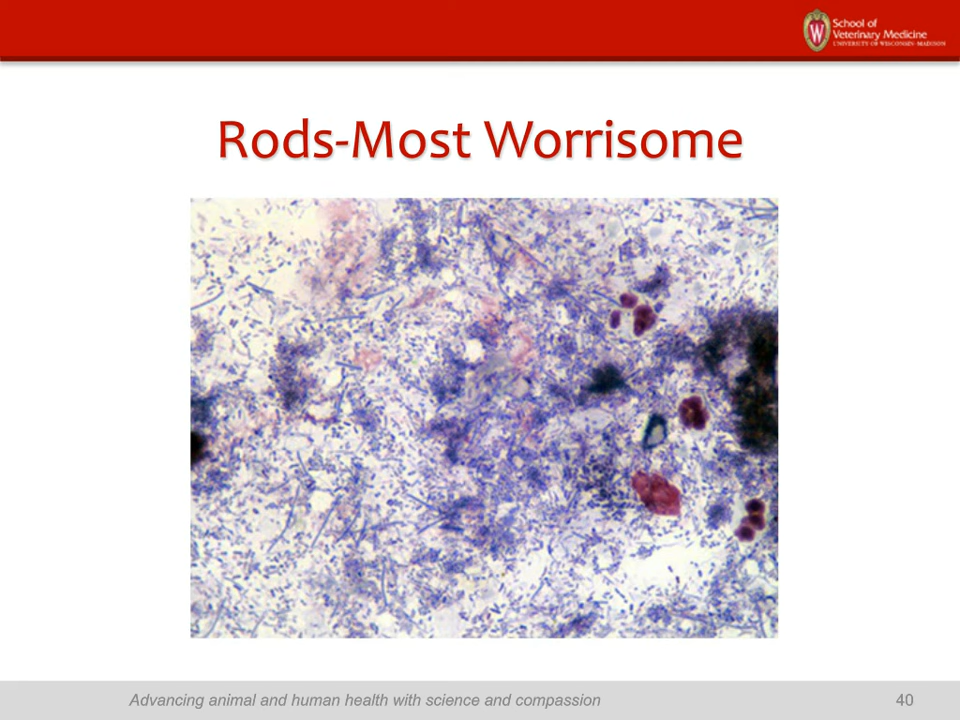 School of
Veterinary Medicine
UNIVERSITY OF WISCONSIN-MADISON
Rods-Most Worrisome
Advancing animal and human health with science and compassion
40